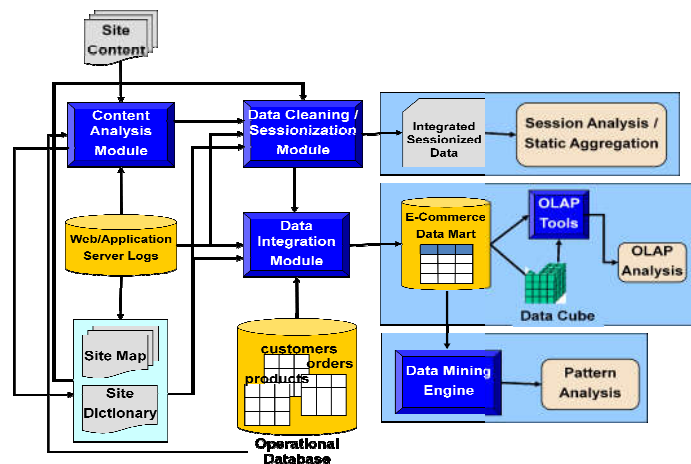 Site
Content
Content
Analysis
Module
Data Cleaning /
Sessionization
Module
Integrated
Sessionized
Data
Session Analysis /
Static Aggregation
Web/Application
Server Logs
Data
Integration
Module
E-Commerce
Data Mart
OLAP
Tools
OLAP
Analysis
Data Cube
Site Map
Site
Dictionary
customers
orders
products
Operational
Database
Data Mining
Engine
Pattern
Analysis